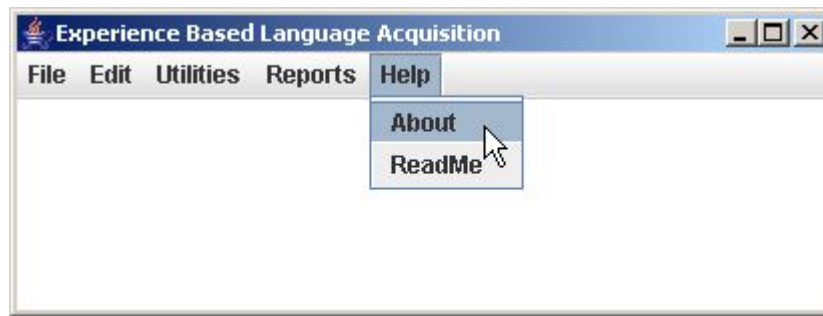 Experience Based Language Acquisition
File Edit Utilities Reports Help
About
ReadMe